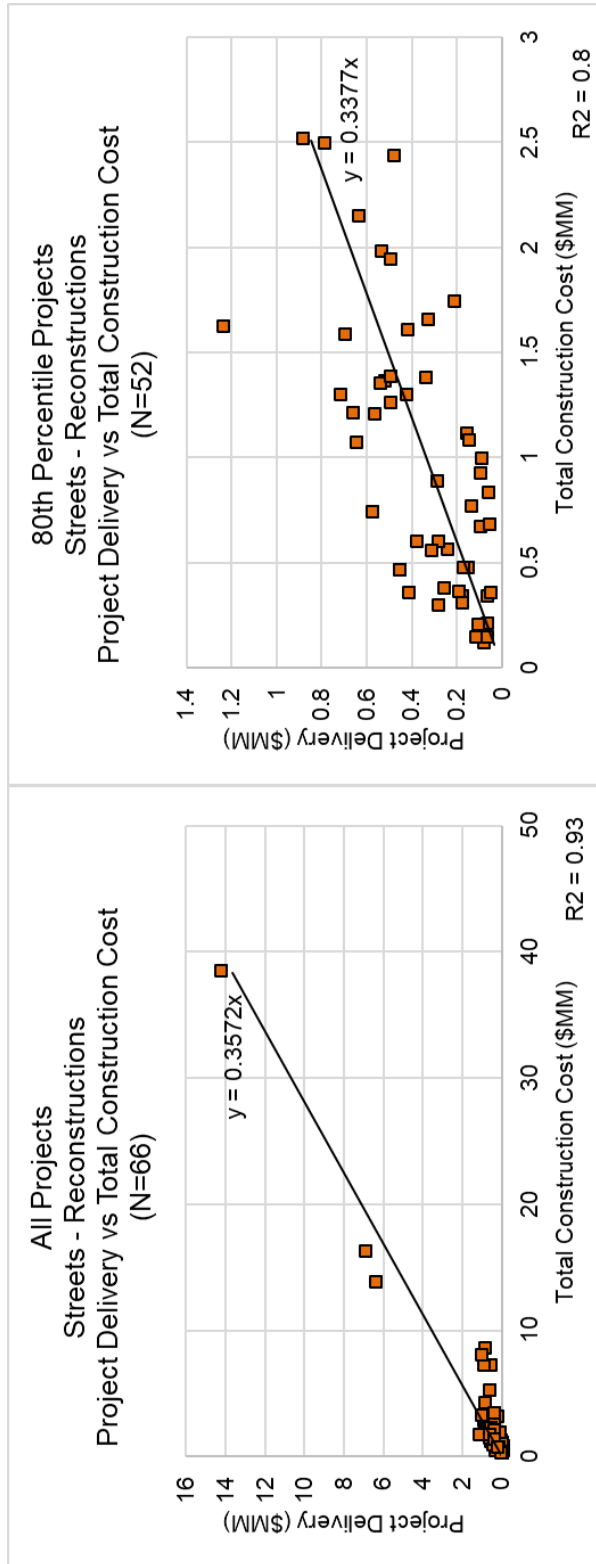 All Projects
Streets - Reconstructions
Project Delivery vs Total Construction Cost
(N=66)
Project Delivery ($MM)
16
14
12
10
8
6
4
2
0
y = 0.3572x
0
10
20
30
40
50
Total Construction Cost ($MM)
R2 = 0.93
80th Percentile Projects
Streets - Reconstructions
Project Delivery vs Total Construction Cost
(N=52)
Project Delivery ($MM)
1.4
1.2
1
0.8
0.6
0.4
0.2
0
y = 0.3377x
0
0.5
1
1.5
2
2.5
3
Total Construction Cost ($MM)
R2 = 0.8